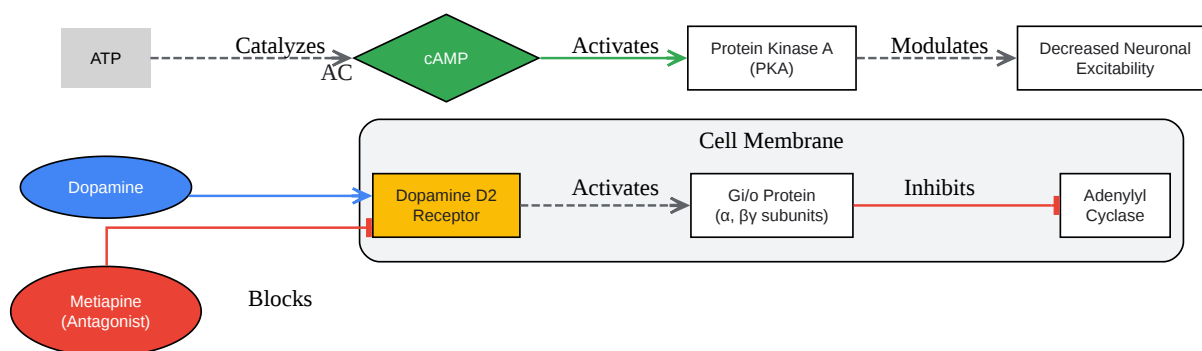 ATP
Catalyzes
AC
cAMP
Activates
Protein Kinase A
(PKA)
Modulates
Decreased Neuronal
Excitability
Cell Membrane
Dopamine
Dopamine D2
Receptor
Activates
Gi/o Protein
(α, βγ subunits)
Inhibits
Adenylyl
Cyclase
Metiapine
(Antagonist)
Blocks